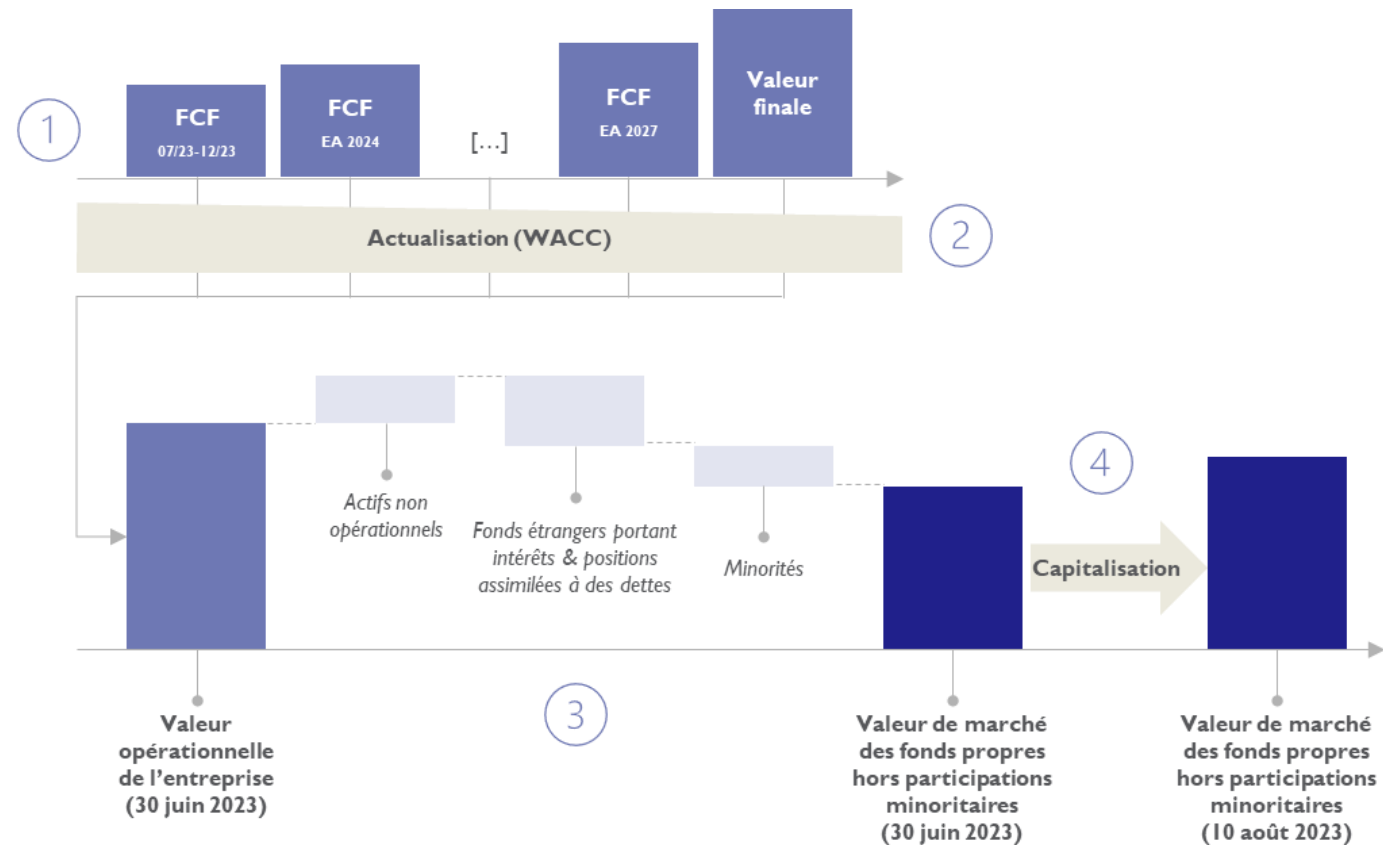 1
FCF
07/23-12/23
FCF
EA 2024
[...]
FCF
EA 2027
Valeur
finale
Actualisation (WACC)
2
Actifs non
opérationnels
Fonds étrangers portant
intérêts & positions
assimilées à des dettes
Minorités
4
Capitalisation
3
Valeur
opérationnelle
de l’entreprise
(30 juin 2023)
Valeur de marché
des fonds propres
hors participations
minoritaires
(30 juin 2023)
Valeur de marché
des fonds propres
hors participations
minoritaires
(10 août 2023)